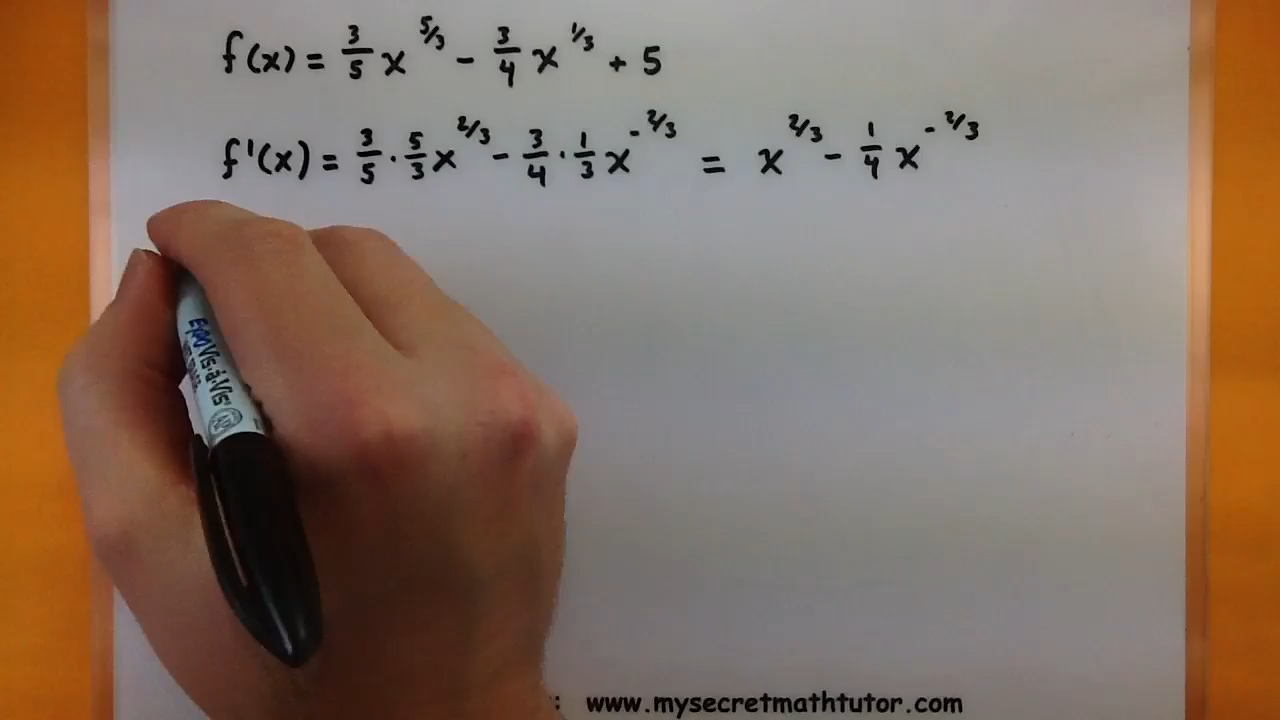 f(x) = 3/5 x^5/3 - 3/4 x^1/3 + 5
f'(x) = 3/5 · 5/3 x^2/3 - 3/4 · 1/3 x^-2/3 = x^2/3 - 1/4 x^-2/3
Expo Vis-à-Vis
: www.mysecretmathtutor.com